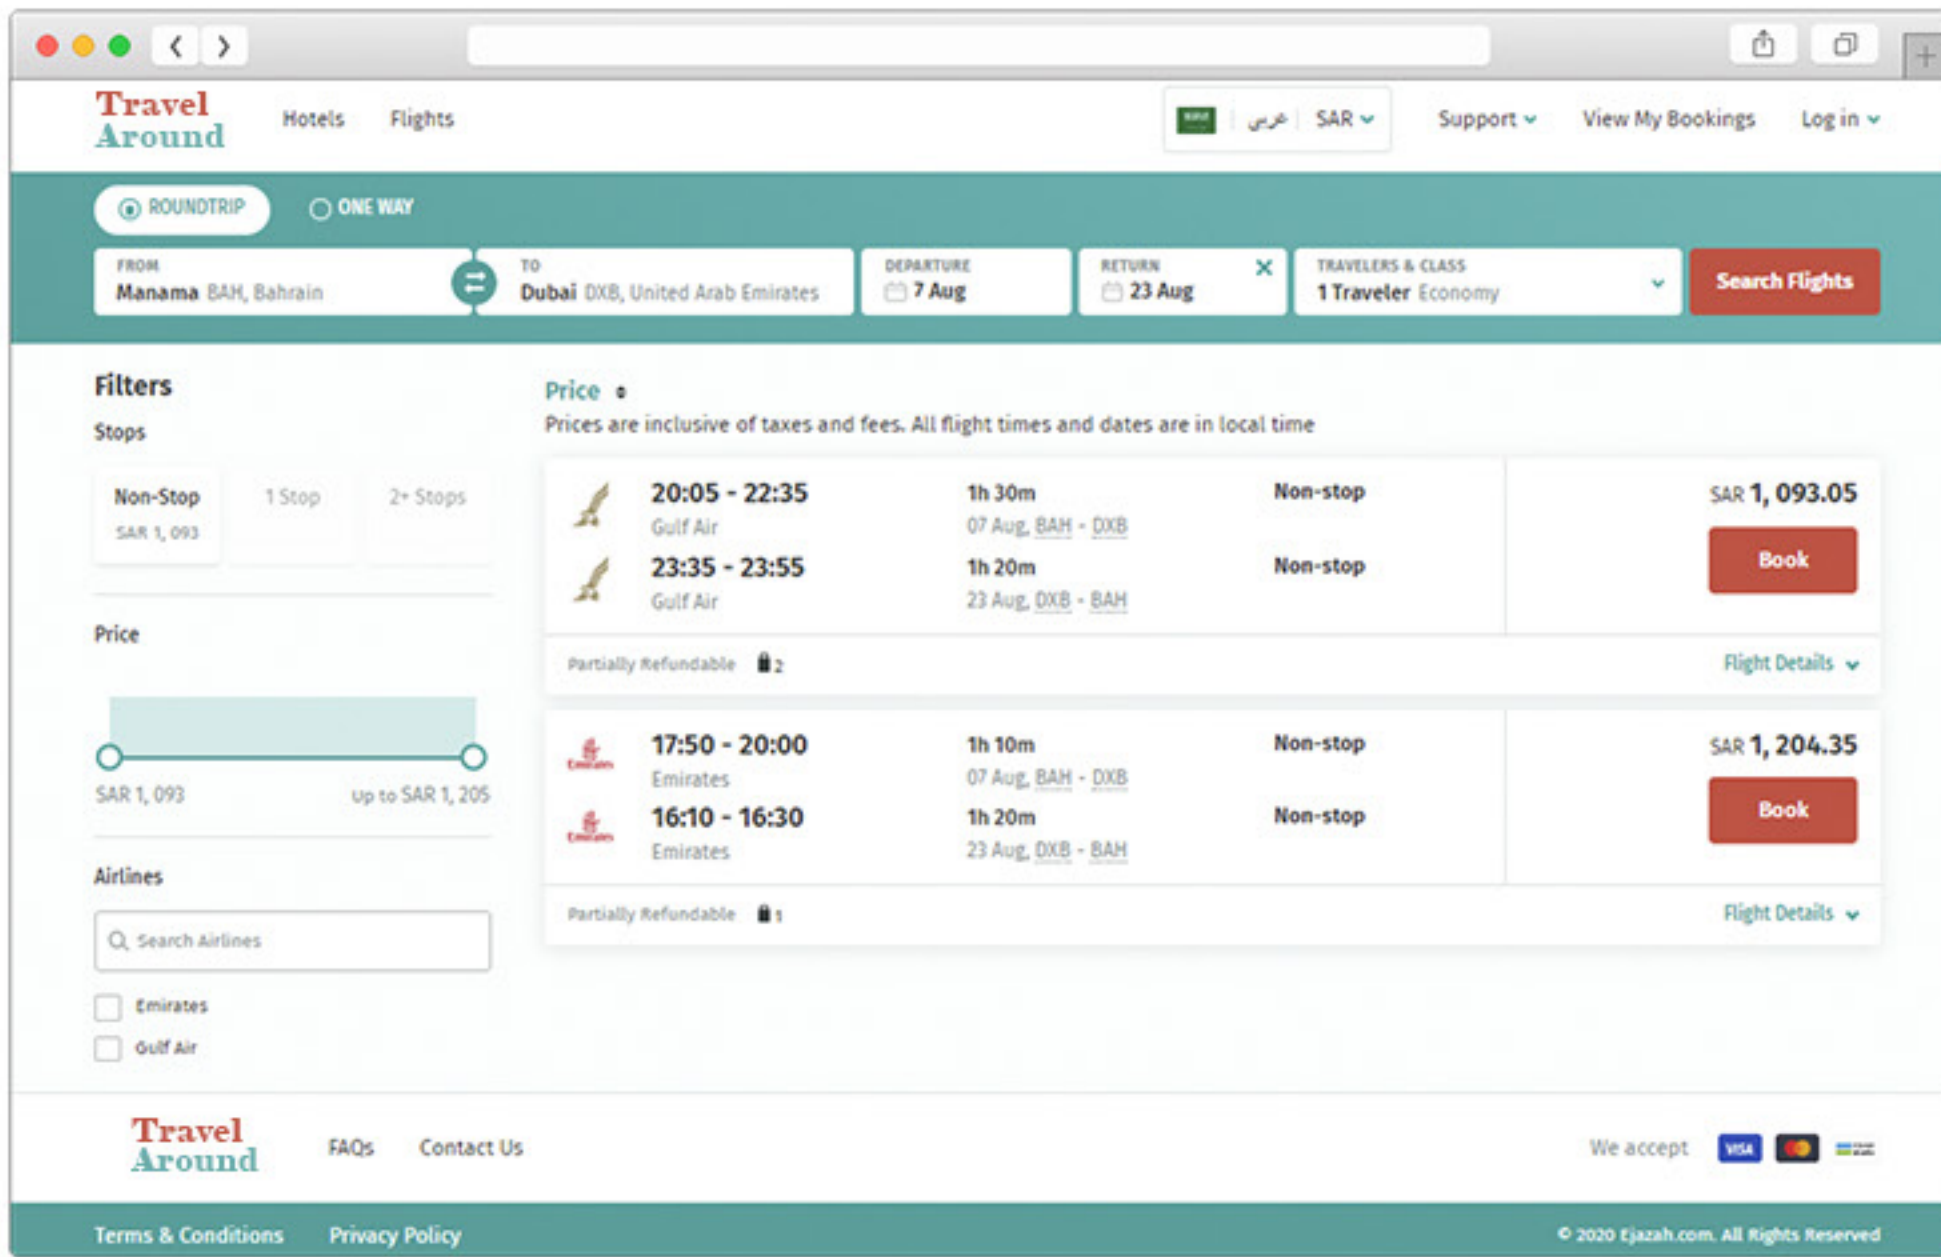 Travel
Around
Hotels
Flights
عربي
SAR
Support
View My Bookings
Log in
ROUNDTRIP
ONE WAY
FROM
Manama BAH, Bahrain
TO
Dubai DXB, United Arab Emirates
DEPARTURE
7 Aug
RETURN
23 Aug
TRAVELERS & CLASS
1 Traveler Economy
Search Flights
Filters
Stops
Non-Stop
SAR 1, 093
1 Stop
2+ Stops
Price
SAR 1, 093
up to SAR 1, 205
Airlines
Search Airlines
Emirates
Gulf Air
Price
Prices are inclusive of taxes and fees. All flight times and dates are in local time
20:05 - 22:35
Gulf Air
1h 30m
07 Aug, BAH - DXB
Non-stop
23:35 - 23:55
Gulf Air
1h 20m
23 Aug, DXB - BAH
Non-stop
SAR 1, 093.05
Book
Partially Refundable 2
Flight Details
Emirates
17:50 - 20:00
Emirates
1h 10m
07 Aug, BAH - DXB
Non-stop
Emirates
16:10 - 16:30
Emirates
1h 20m
23 Aug, DXB - BAH
Non-stop
SAR 1, 204.35
Book
Partially Refundable 1
Flight Details
Travel
Around
FAQs
Contact Us
We accept
VISA
Terms & Conditions
Privacy Policy
© 2020 Ejazah.com. All Rights Reserved